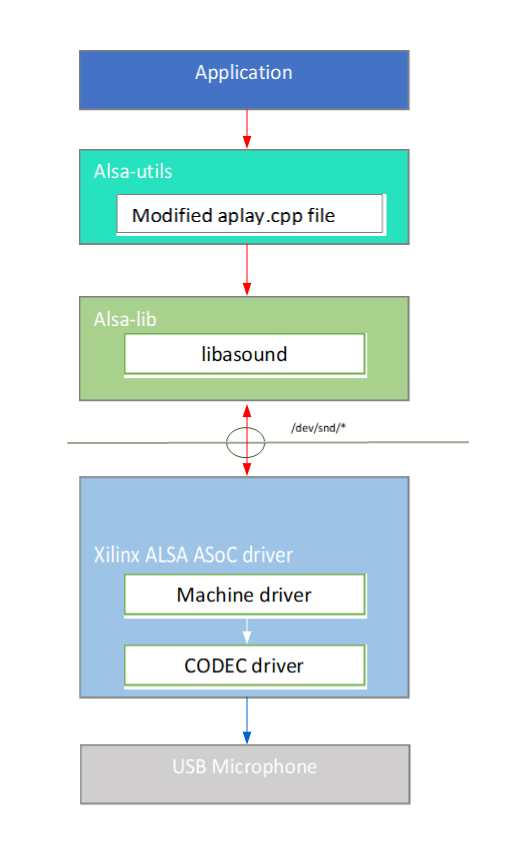 Application
Alsa-utils
Modified aplay.cpp file
Alsa-lib
libasound
/dev/snd/*
Xilinx ALSA ASoC driver
Machine driver
CODEC driver
USB Microphone